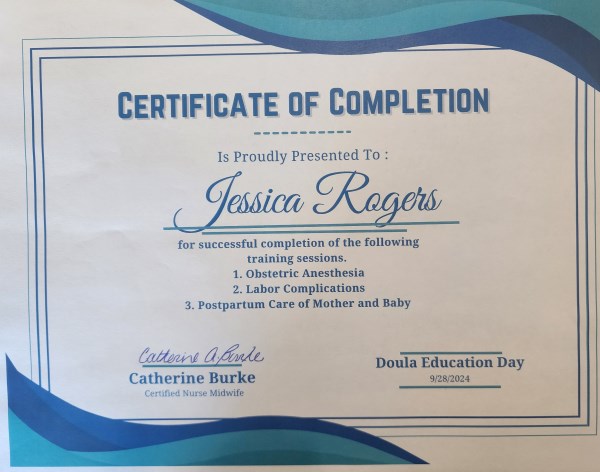 CERTIFICATE OF COMPLETION
Is Proudly Presented To :
Jessica Rogers
for successful completion of the following
training sessions.
1. Obstetric Anesthesia
2. Labor Complications
3. Postpartum Care of Mother and Baby
Catherine A. Burke
Catherine Burke
Certified Nurse Midwife
Doula Education Day
9/28/2024